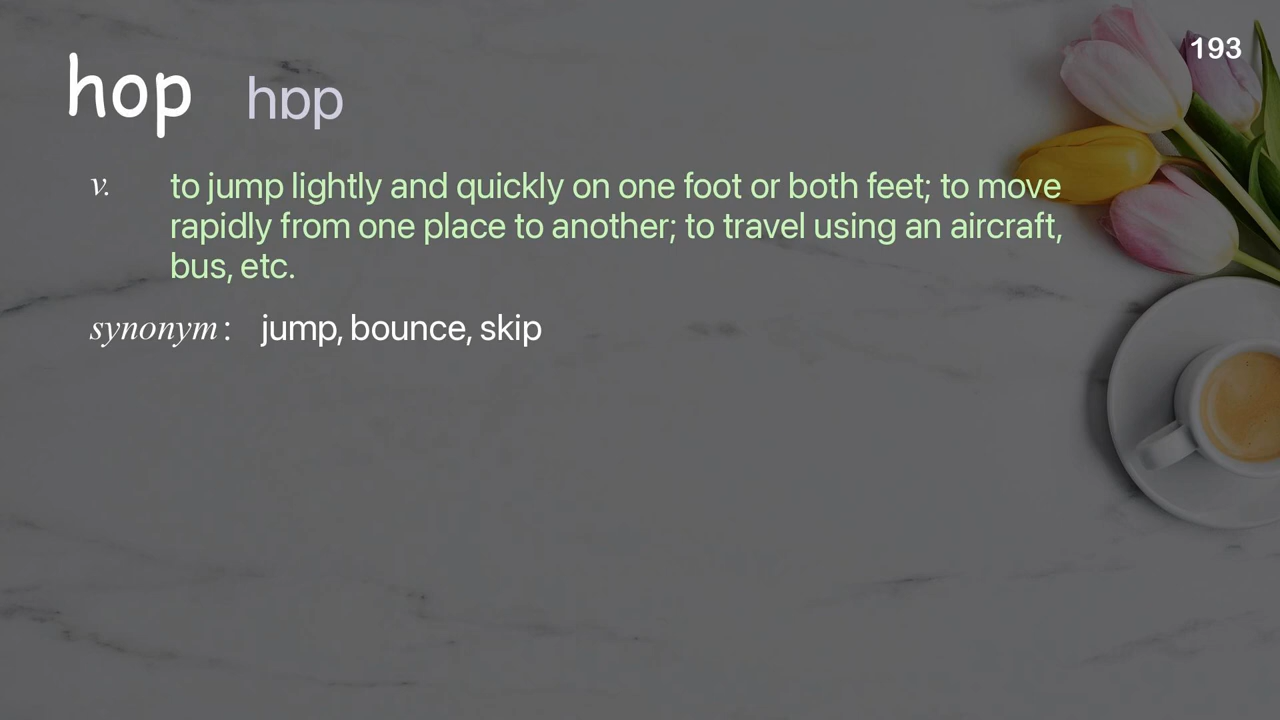 193
hop hɒp
v. to jump lightly and quickly on one foot or both feet; to move
rapidly from one place to another; to travel using an aircraft,
bus, etc.
synonym: jump, bounce, skip